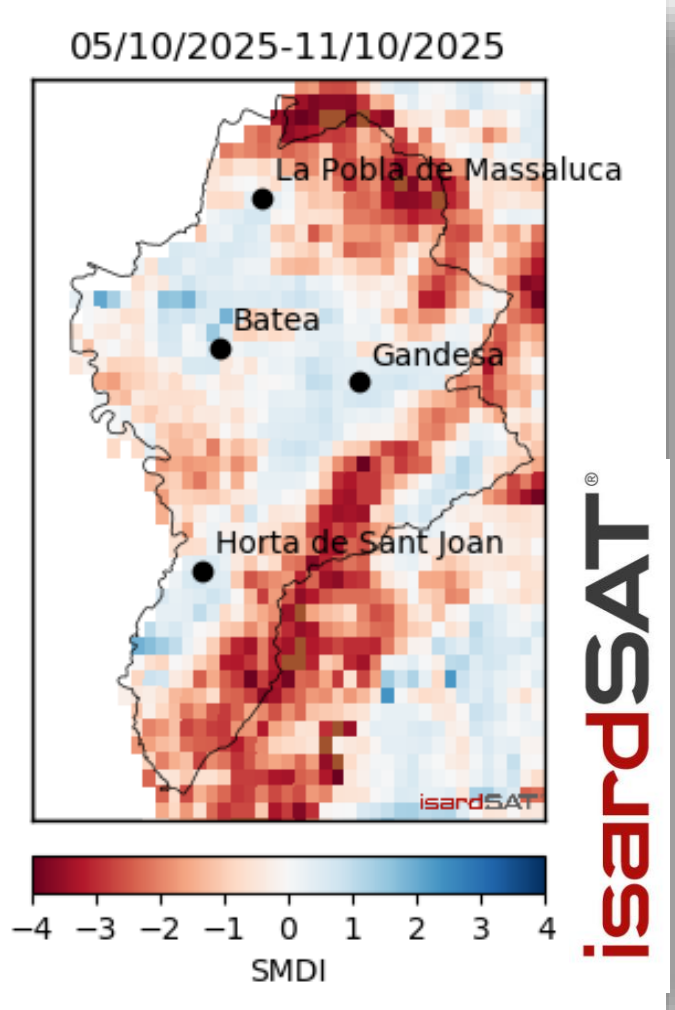 05/10/2025-11/10/2025
La Pobla de Massaluca
Batea
Gandesa
Horta de Sant Joan
isardSAT
−4 −3 −2 −1 0 1 2 3 4
SMDI
isardSAT®